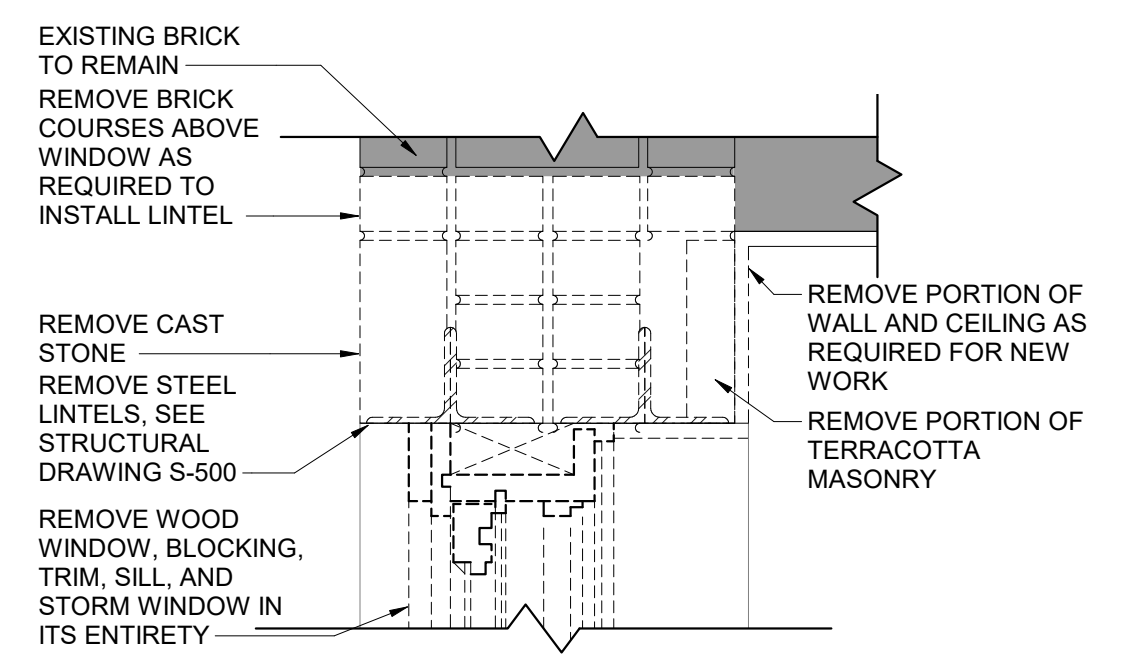 EXISTING BRICK
TO REMAIN
REMOVE BRICK
COURSES ABOVE
WINDOW AS
REQUIRED TO
INSTALL LINTEL
REMOVE CAST
STONE
REMOVE STEEL
LINTELS, SEE
STRUCTURAL
DRAWING S-500
REMOVE WOOD
WINDOW, BLOCKING,
TRIM, SILL, AND
STORM WINDOW IN
ITS ENTIRETY
REMOVE PORTION OF
WALL AND CEILING AS
REQUIRED FOR NEW
WORK
REMOVE PORTION OF
TERRACOTTA
MASONRY